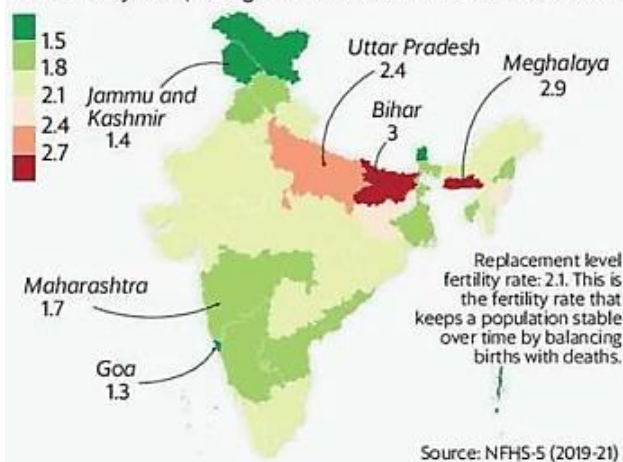 1.5
1.8
2.1
2.4
2.7
Jammu and
Kashmir
1.4
Uttar Pradesh
2.4
Bihar
3
Meghalaya
2.9
Maharashtra
1.7
Goa
1.3
Replacement level
fertility rate: 2.1. This is
the fertility rate that
keeps a population stable
over time by balancing
births with deaths.
Source: NFHS-5 (2019-21)